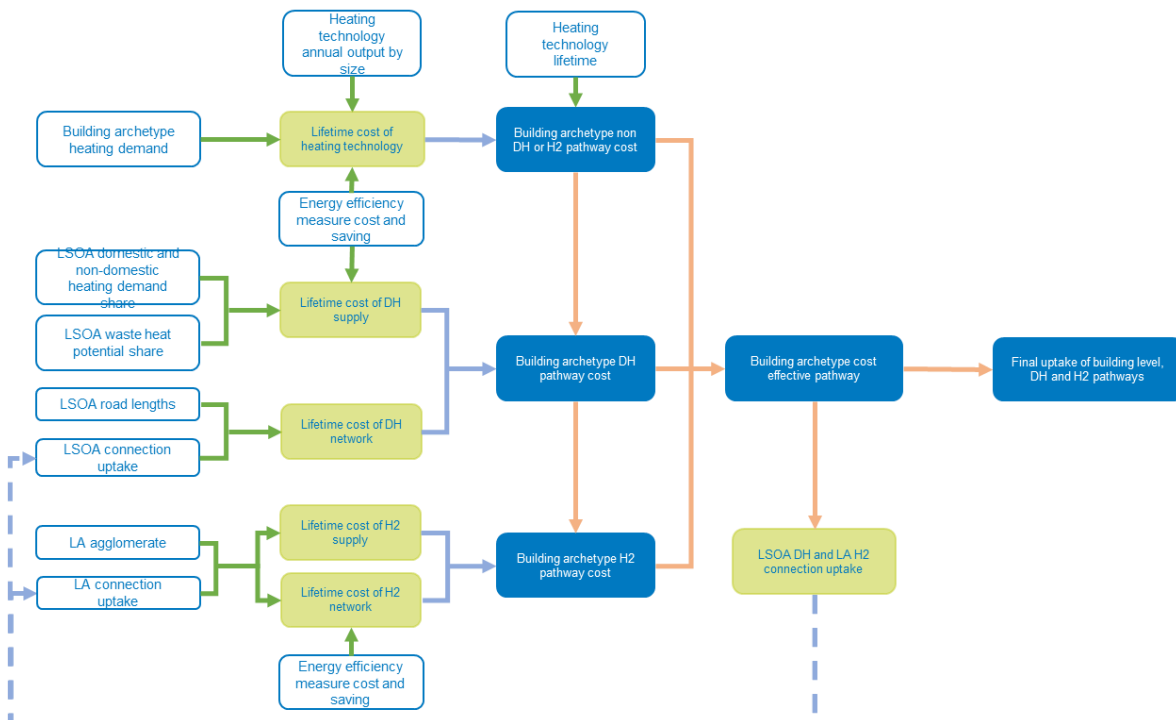 Heating
technology
annual output by
size
Heating
technology
lifetime
Building archetype
heating demand
Lifetime cost of
heating technology
Building archetype non
DH or H2 pathway cost
Energy efficiency
measure cost and
saving
LSOA domestic and
non-domestic
heating demand
share
Lifetime cost of DH
supply
LSOA waste heat
potential share
Building archetype DH
pathway cost
Building archetype cost
effective pathway
Final uptake of building level,
DH and H2 pathways
LSOA road lengths
Lifetime cost of DH
network
LSOA connection
uptake
LA agglomerate
Lifetime cost of H2
supply
Building archetype H2
pathway cost
LSOA DH and LA H2
connection uptake
LA connection
uptake
Lifetime cost of H2
network
Energy efficiency
measure cost and
saving